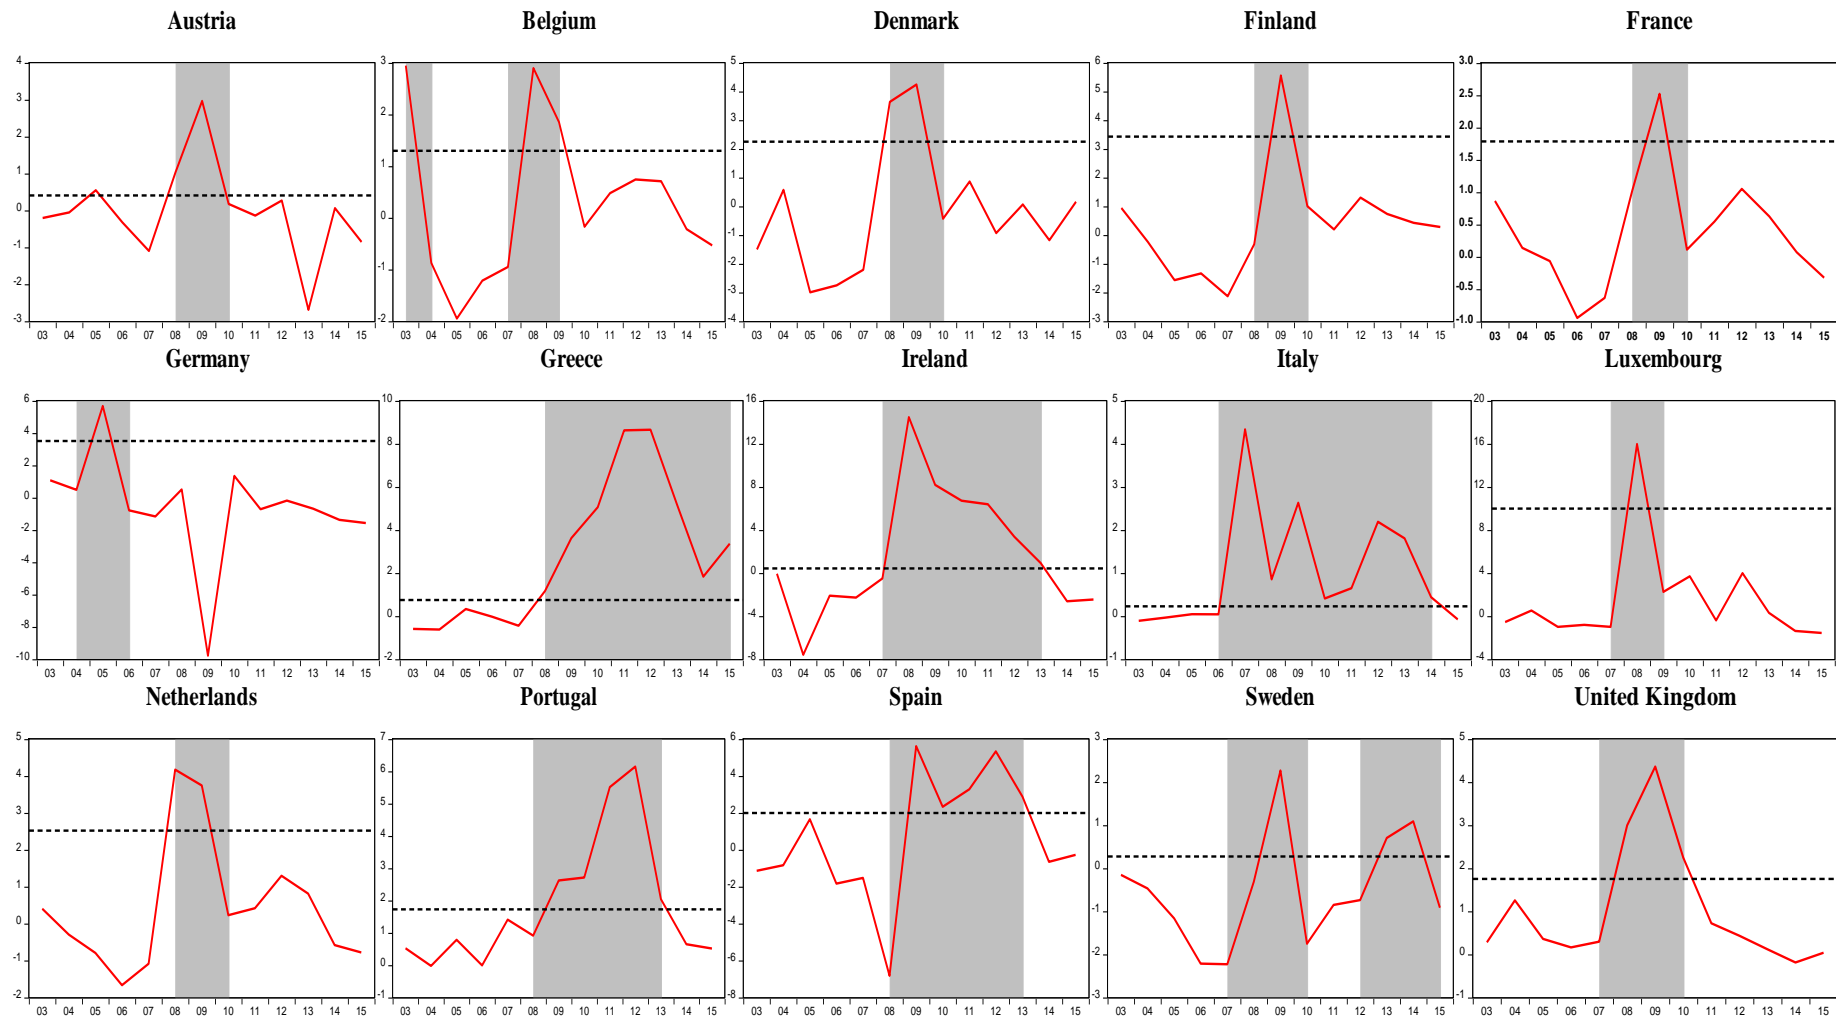 Austria Belgium Denmark Finland France
4 3 5 6 3.0
3 2 4 5 2.5
2 1 3 4 2.0
1 0 2 3 1.5
0 -1 1 2 1.0
-1 -2 0 1 0.5
-2 -1 0 0.0
-3 -2 -1 -0.5
-3 -2 -1.0
-4 -3
03 04 05 06 07 08 09 10 11 12 13 14 15 03 04 05 06 07 08 09 10 11 12 13 14 15 03 04 05 06 07 08 09 10 11 12 13 14 15 03 04 05 06 07 08 09 10 11 12 13 14 15 03 04 05 06 07 08 09 10 11 12 13 14 15
Germany Greece Ireland Italy Luxembourg
6 10 16 5 20
4 8 12 4 16
2 6 8 3 12
0 4 4 2 8
-2 2 0 1 4
-4 0 -4 0 0
-6 -2 -8 -1 -4
-8
-10
03 04 05 06 07 08 09 10 11 12 13 14 15 03 04 05 06 07 08 09 10 11 12 13 14 15 03 04 05 06 07 08 09 10 11 12 13 14 15 03 04 05 06 07 08 09 10 11 12 13 14 15 03 04 05 06 07 08 09 10 11 12 13 14 15
Netherlands Portugal Spain Sweden United Kingdom
5 7 6 3 5
4 6 4 2 4
3 5 2 1 3
2 4 0 0 2
1 3 -2 -1 1
0 2 -4 -2 0
-1 1 -6 -3 -1
-2 0 -8
-1
03 04 05 06 07 08 09 10 11 12 13 14 15 03 04 05 06 07 08 09 10 11 12 13 14 15 03 04 05 06 07 08 09 10 11 12 13 14 15 03 04 05 06 07 08 09 10 11 12 13 14 15 03 04 05 06 07 08 09 10 11 12 13 14 15